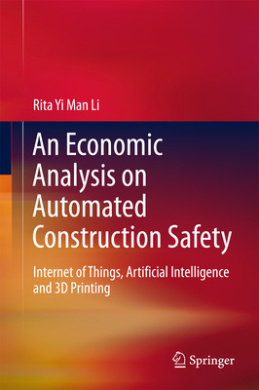 Rita Yi Man Li
An Economic
Analysis on
Automated
Construction Safety
Internet of Things, Artificial Intelligence
and 3D Printing
Springer